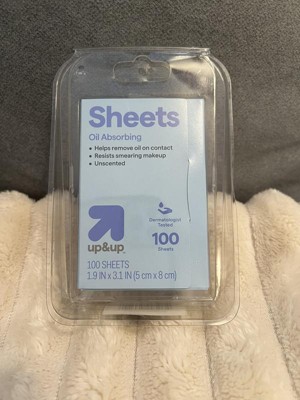 Sheets
Oil Absorbing
• Helps remove oil on contact
• Resists smearing makeup
• Unscented
Dermatologist
Tested
up&up
100
Sheets
100 SHEETS
1.9 IN x 3.1 IN (5 cm x 8 cm)